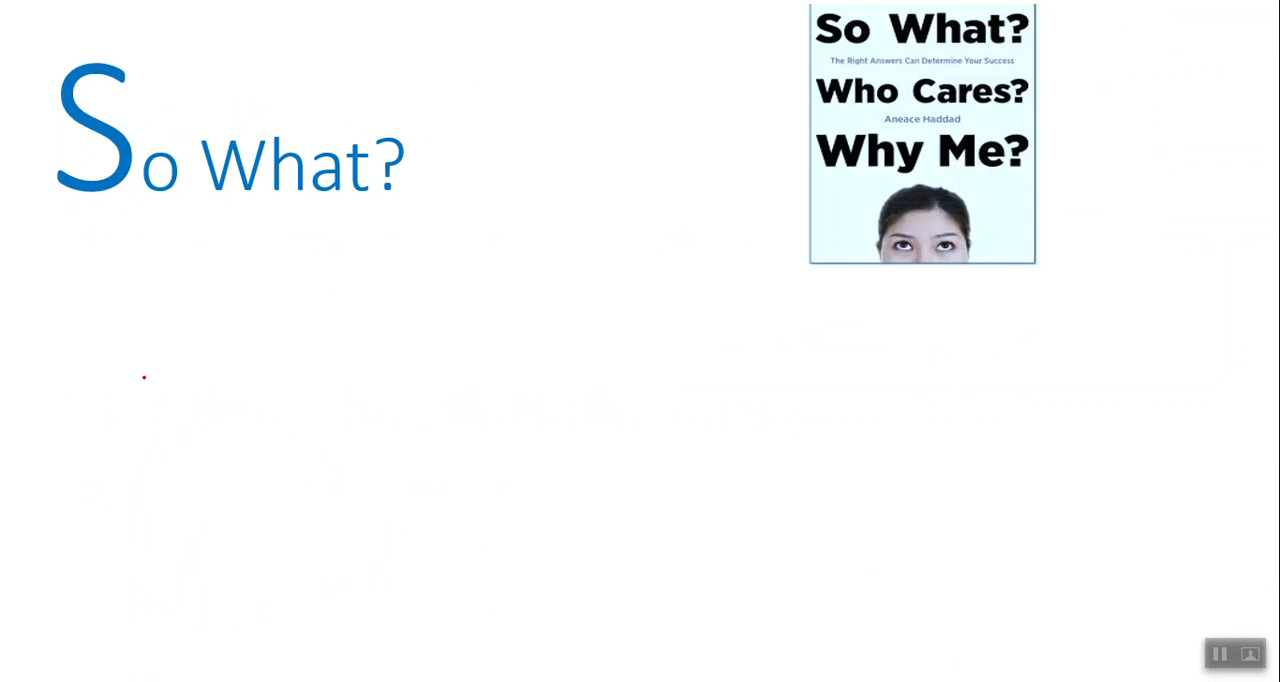 So What?
So What?
The Right Answers Can Determine Your Success
Who Cares?
Aneace Haddad
Why Me?